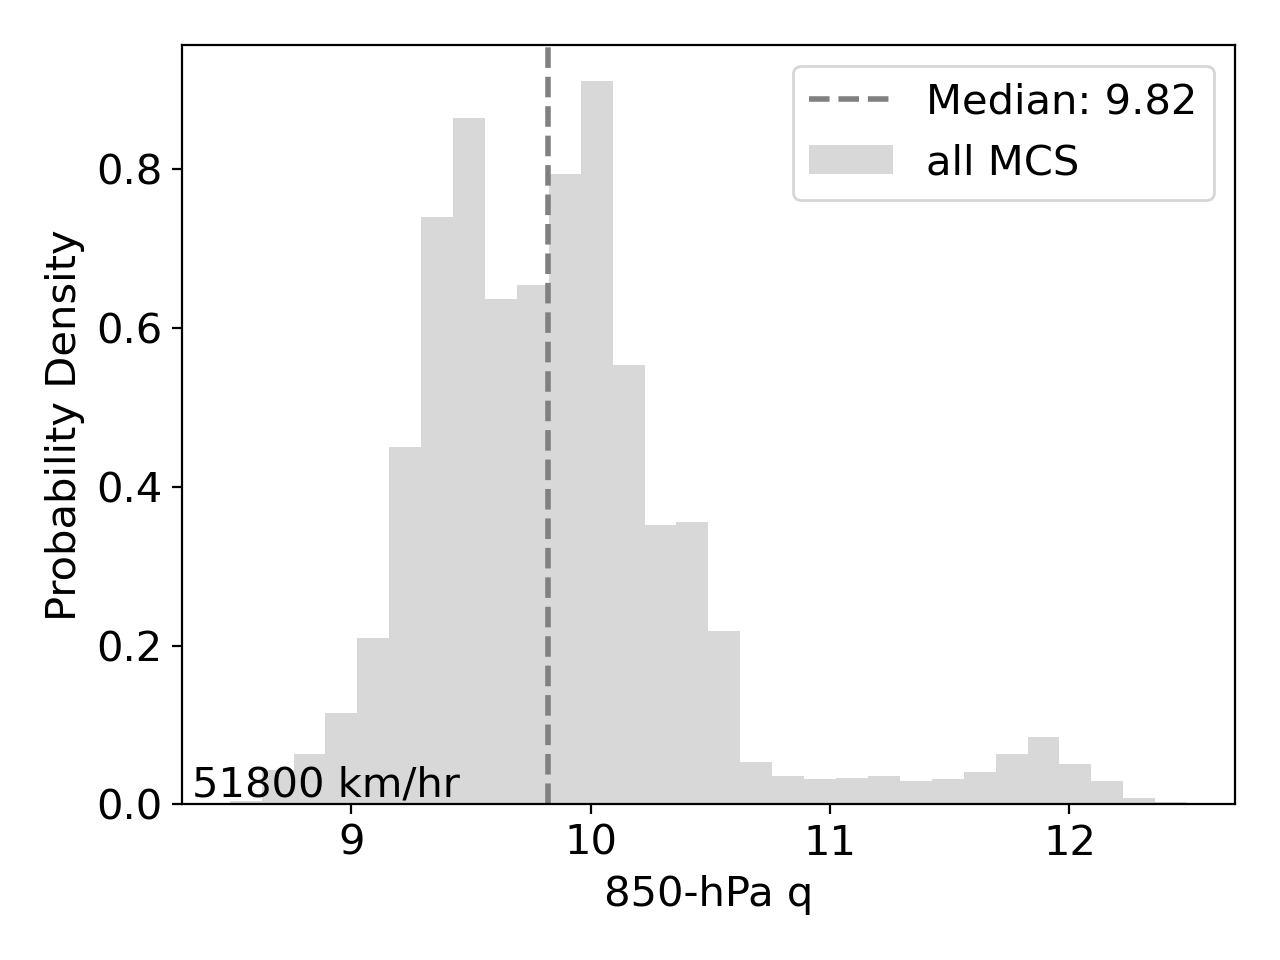 Median: 9.82
all MCS
0.8
0.6
0.4
0.2
0.0
Probability Density
51800 km/hr
9 10 11 12
850-hPa q